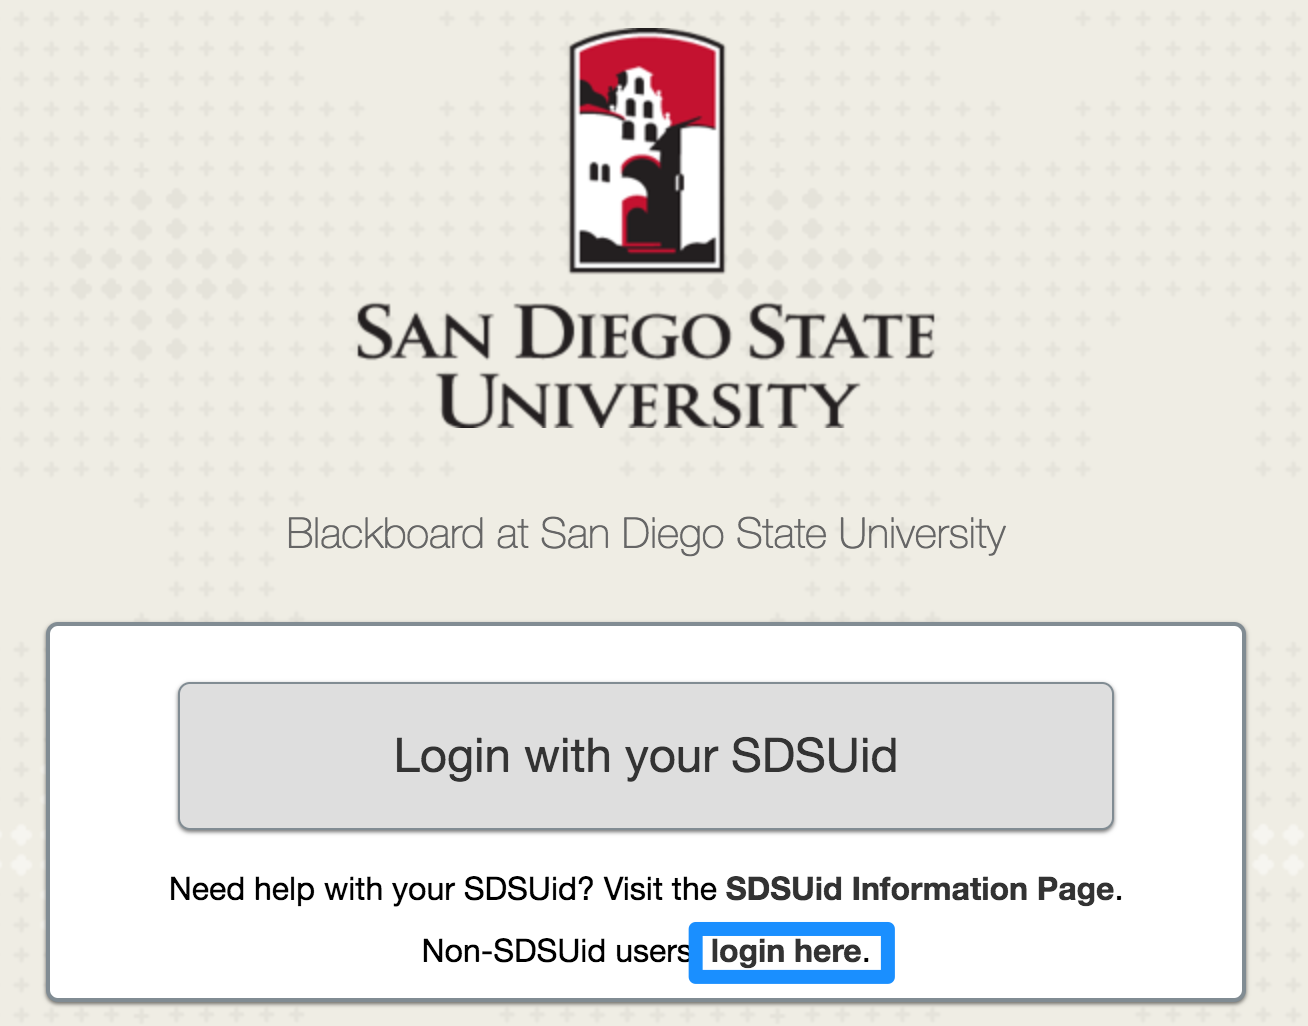 SAN DIEGO STATE
UNIVERSITY
Blackboard at San Diego State University
Login with your SDSUid
Need help with your SDSUid? Visit the SDSUid Information Page.
Non-SDSUid users login here.